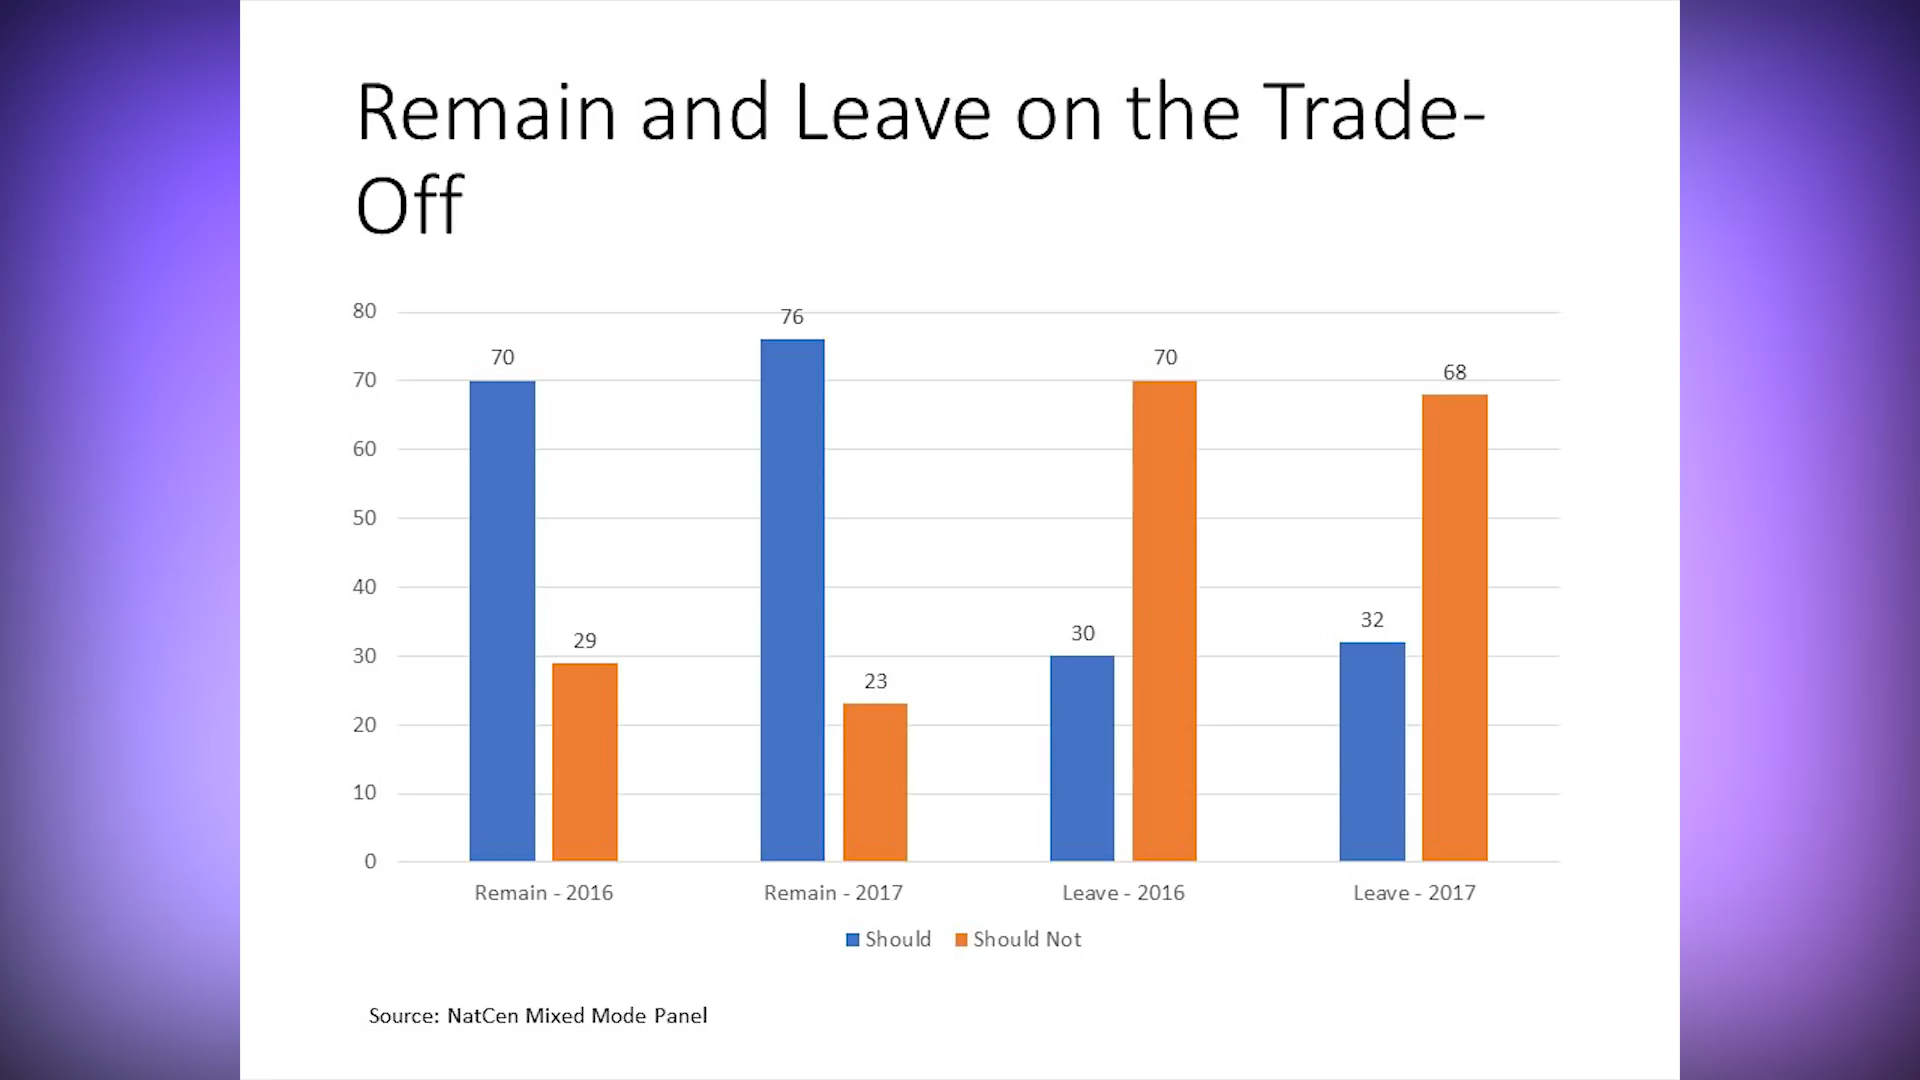 Remain and Leave on the Trade-
Off
80
70
60
50
40
30
20
10
0
70
29
76
23
30
70
32
68
Remain - 2016
Remain - 2017
Leave - 2016
Leave - 2017
Should
Should Not
Source: NatCen Mixed Mode Panel